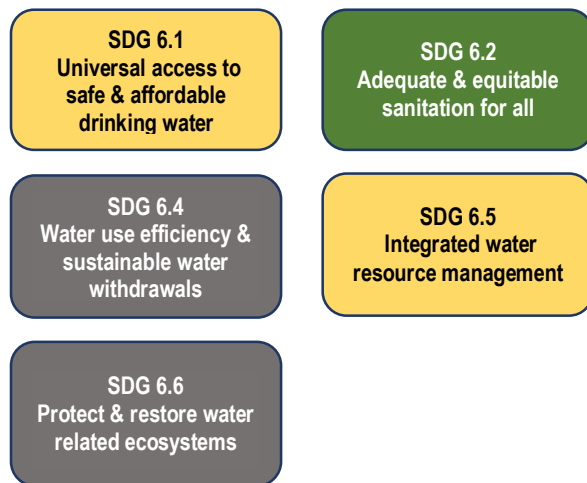 SDG 6.1
Universal access to
safe & affordable
drinking water
SDG 6.2
Adequate & equitable
sanitation for all
SDG 6.4
Water use efficiency &
sustainable water
withdrawals
SDG 6.5
Integrated water
resource management
SDG 6.6
Protect & restore water
related ecosystems